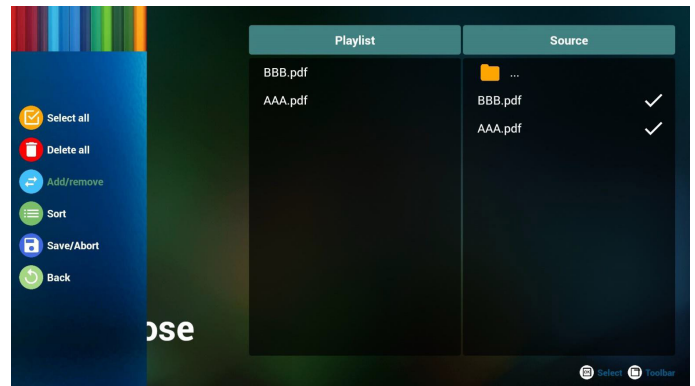 Playlist
Source
BBB.pdf
AAA.pdf
...
BBB.pdf
AAA.pdf
Select all
Delete all
Add/remove
Sort
Save/Abort
Back
ose
Select
Toolbar